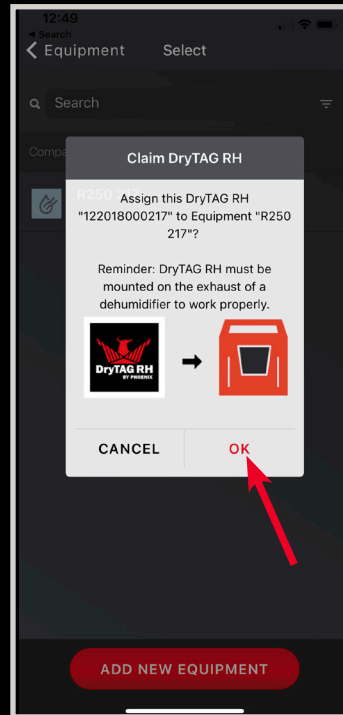 12:49
◀ Search
Equipment
Select
Search
Claim DryTAG RH
R250 217
Assign this DryTAG RH
"122018000217" to Equipment "R250
217"?
Reminder: DryTAG RH must be
mounted on the exhaust of a
dehumidifier to work properly.
DryTAG RH
BY PHOENIX
CANCEL
OK
ADD NEW EQUIPMENT